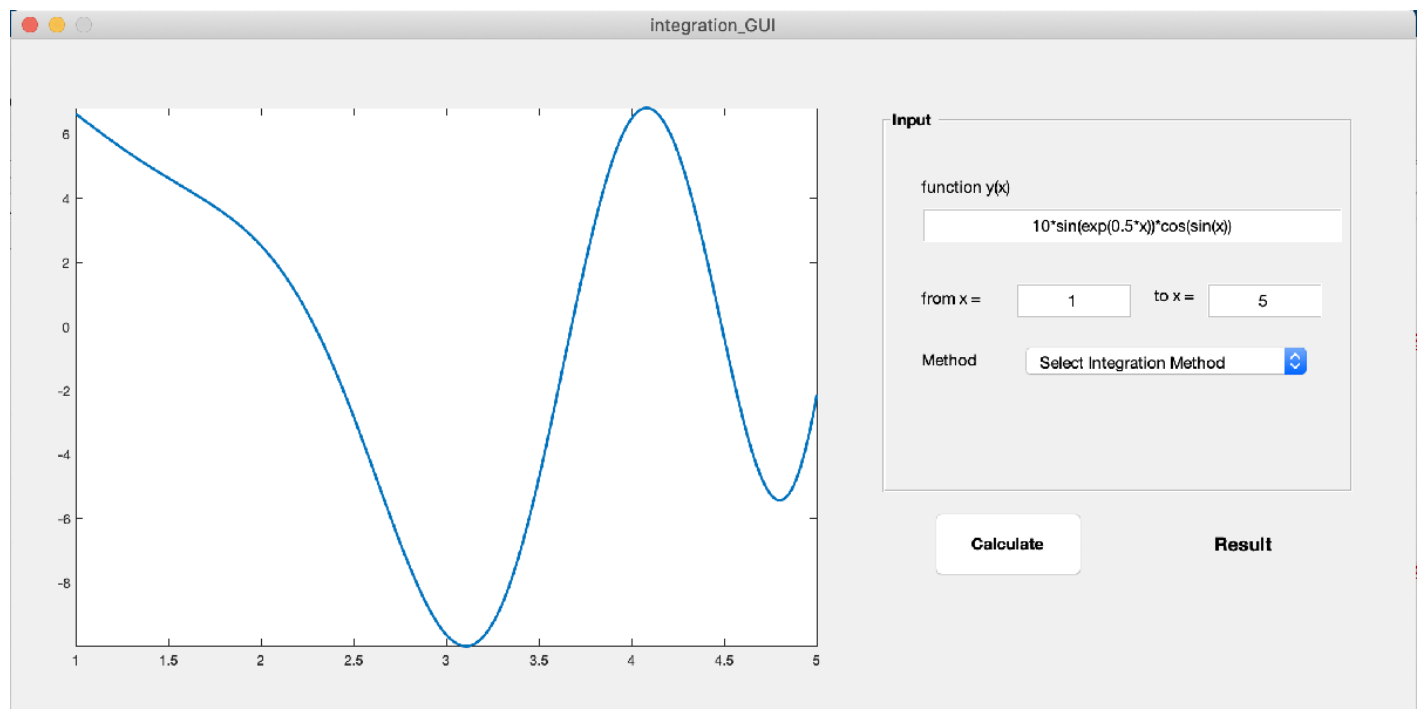 integration_GUI
6
4
2
0
-2
-4
-6
-8
1 1.5 2 2.5 3 3.5 4 4.5 5
Input
function y(x)
10*sin(exp(0.5*x))*cos(sin(x))
from x = 1 to x = 5
Method Select Integration Method
Calculate Result